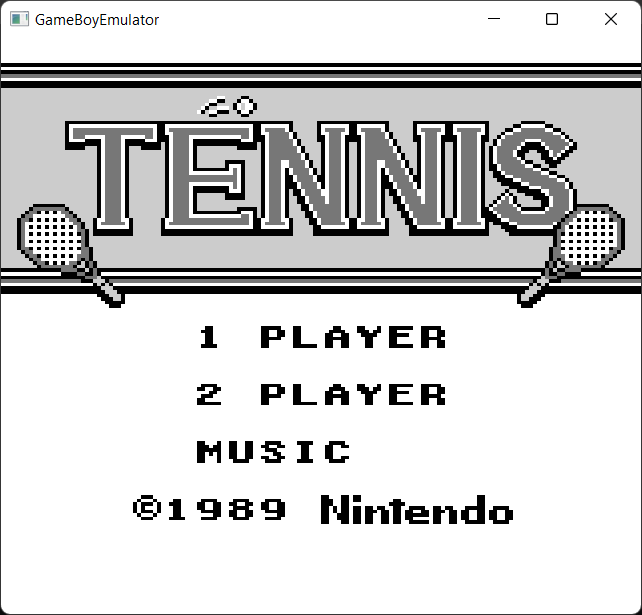 GameBoyEmulator
TENNIS
1 PLAYER
2 PLAYER
MUSIC
©1989 Nintendo